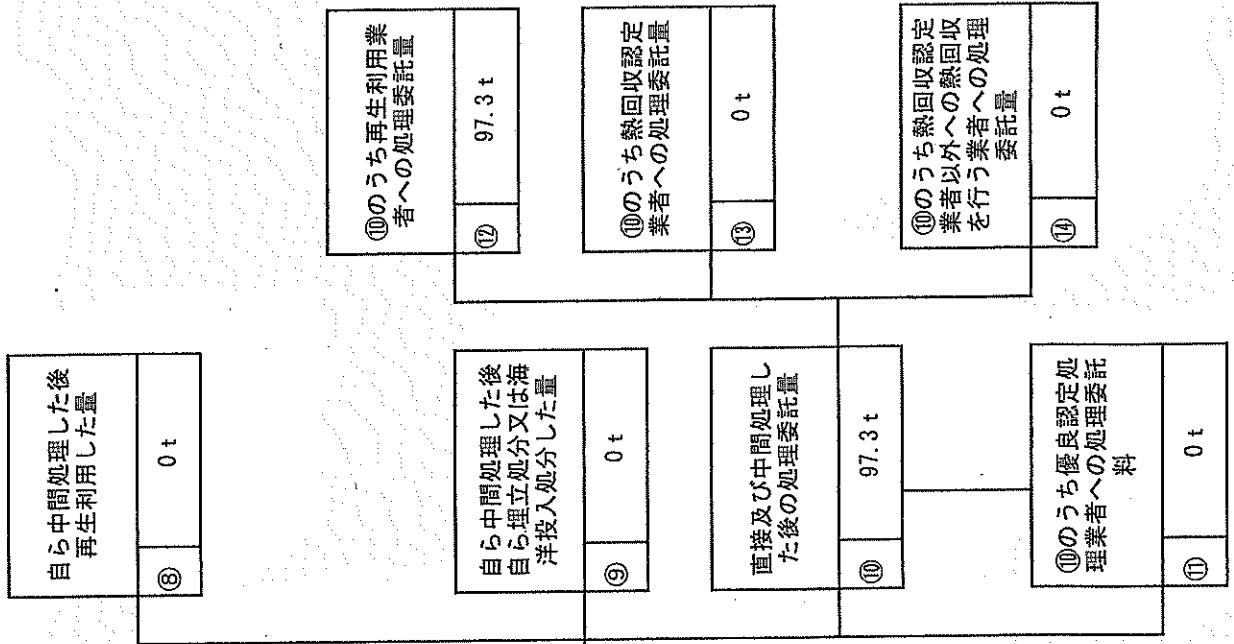 自ら中間処理した後
再生利用した量
⑧
0 t
自ら中間処理した後
自ら埋立処分又は海
洋投入処分した量
⑨
0 t
直接及び中間処理し
た後の処理委託量
⑩
97.3 t
⑩のうち優良認定処
理業者への処理委託
料
⑪
0 t
⑩のうち再生利用業
者への処理委託量
⑫
97.3 t
⑩のうち熱回収認定
業者への処理委託量
⑬
0 t
⑩のうち熱回収認定
業者以外への熱回収
を行う業者への処理
委託量
⑭
0 t